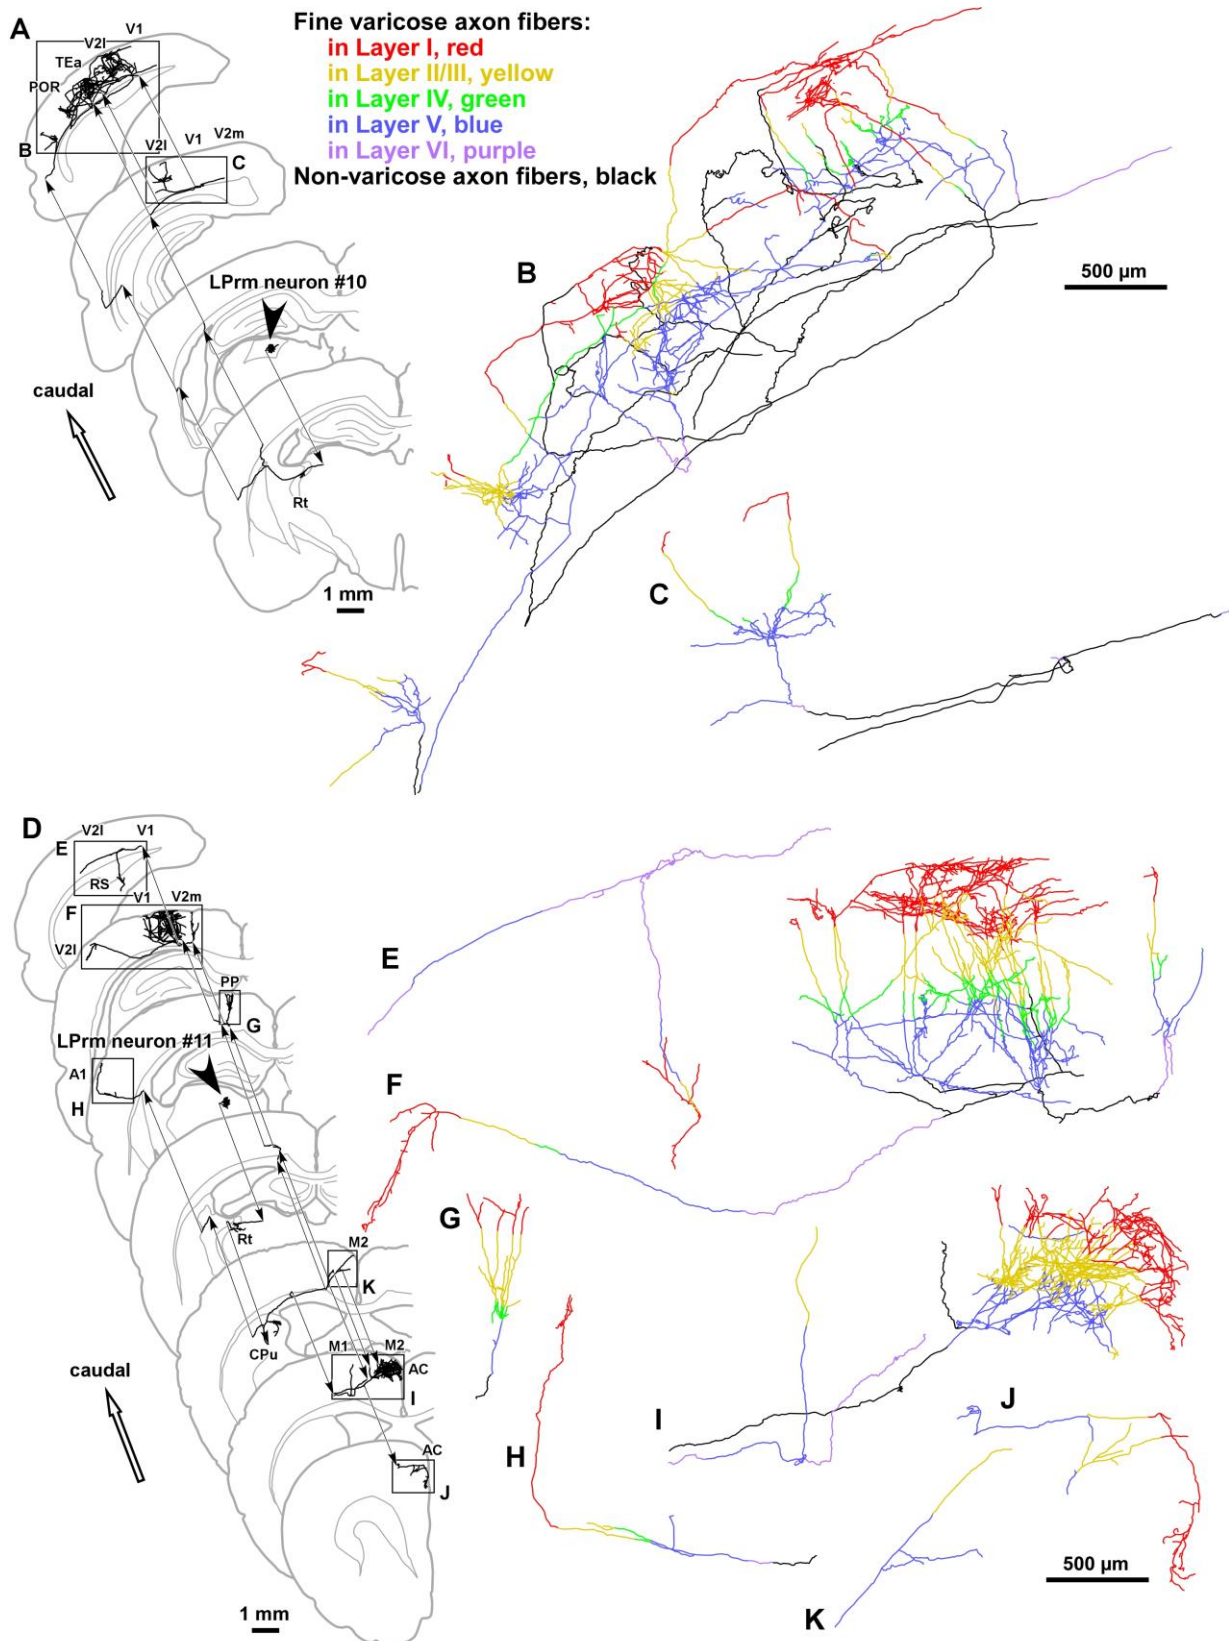 A
V1
V2l
TEa
POR
B
V2l
V1
V2m
C
LPrm neuron #10
caudal
Rt
1 mm
Fine varicose axon fibers:
in Layer I, red
in Layer II/III, yellow
in Layer IV, green
in Layer V, blue
in Layer VI, purple
Non-varicose axon fibers, black
B
500 μm
C
D
V2l
V1
E
RS
F
V1
V2m
V2l
PP
G
LPrm neuron #11
A1
H
Rt
M2
K
CPu
M1
M2
AC
I
caudal
AC
J
1 mm
E
F
G
H
I
J
K
500 μm